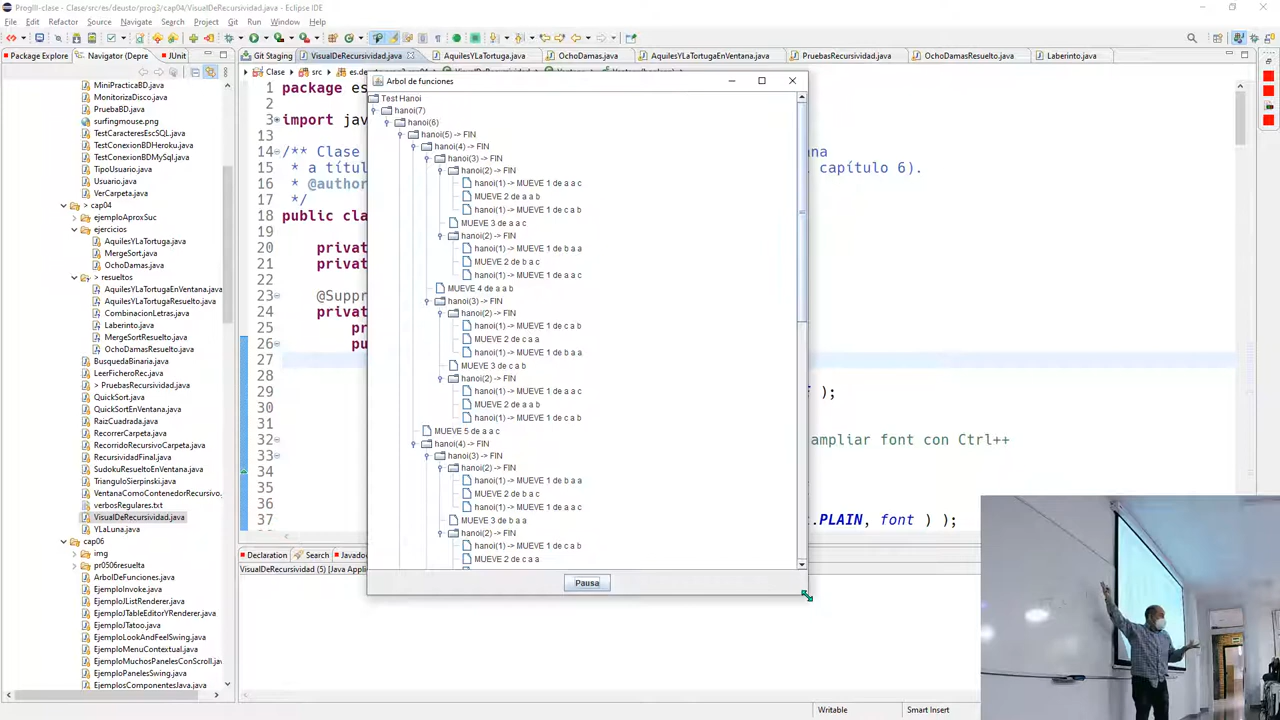 ProgIII-clase - Clase/src/res/deusto/prog3/cap04/VisualDeRecursividad.java - Eclipse IDE
File Edit Refactor Source Navigate Search Project Git Run Window Help
Package Explorer
Navigator (Depre
JUnit
Git Staging
VisualDeRecursividad.java
AquilesYLaTortuga.java
OchoDamas.java
AquilesYLaTortugaEnVentana.java
PruebasRecursividad.java
OchoDamasResuelto.java
Laberinto.java
MiniPracticaBD.java
MonitorizaDisco.java
PruebaBD.java
surfingmouse.png
TestCaracteresEscSQL.java
TestConexionBDHeroku.java
TestConexionBDMySql.java
TipoUsuario.java
Usuario.java
VerCarpeta.java
> cap04
ejemploAproxSuc
ejercicios
AquilesYLaTortuga.java
MergeSort.java
OchoDamas.java
> resueltos
AquilesYLaTortugaEnVentana.java
AquilesYLaTortugaResuelto.java
CombinacionLetras.java
Laberinto.java
MergeSortResuelto.java
OchoDamasResuelto.java
BusquedaBinaria.java
LeerFicheroRec.java
> PruebasRecursividad.java
QuickSort.java
QuickSortEnVentana.java
RaizCuadrada.java
RecorrerCarpeta.java
RecorridoRecursivoCarpeta.java
RecursividadFinal.java
SudokuResueltoEnVentana.java
TrianguloSierpinski.java
VentanaComoContenedorRecursivo.
verbosRegulares.txt
VisualDeRecursividad.java
YLaLuna.java
cap06
img
pr0506resuelta
ArbolDeFunciones.java
EjemploInvoke.java
EjemploJListRenderer.java
EjemploJTableEditorYRenderer.java
EjemploJTatoo.java
EjemploLookAndFeelSwing.java
EjemploMenuContextual.java
EjemploMuchosPanelesConScroll.java
EjemploPanelesSwing.java
EjemplosComponentesJava.java
Clase
src
1 package es
3 import jav
13
14 /** Clase
na
15 * a títul
capítulo 6).
16 * @author
17 */
18 public cla
20 privat
21 privat
22
23 @Suppr
24 privat
25 pr
26 pu
27
28
29 f );
30
31
32 ampliar font con Ctrl++
33
34
35
36
37 .PLAIN, font ) );
Arbol de funciones
Test Hanoi
hanoi(7)
hanoi(6)
hanoi(5) -> FIN
hanoi(4) -> FIN
hanoi(3) -> FIN
hanoi(2) -> FIN
hanoi(1) -> MUEVE 1 de a a c
MUEVE 2 de a a b
hanoi(1) -> MUEVE 1 de c a b
MUEVE 3 de a a c
hanoi(2) -> FIN
hanoi(1) -> MUEVE 1 de b a a
MUEVE 2 de b a c
hanoi(1) -> MUEVE 1 de a a c
MUEVE 4 de a a b
hanoi(3) -> FIN
hanoi(2) -> FIN
hanoi(1) -> MUEVE 1 de c a b
MUEVE 2 de c a a
hanoi(1) -> MUEVE 1 de b a a
MUEVE 3 de c a b
hanoi(2) -> FIN
hanoi(1) -> MUEVE 1 de a a c
MUEVE 2 de a a b
hanoi(1) -> MUEVE 1 de c a b
MUEVE 5 de a a c
hanoi(4) -> FIN
hanoi(3) -> FIN
hanoi(2) -> FIN
hanoi(1) -> MUEVE 1 de b a a
MUEVE 2 de b a c
hanoi(1) -> MUEVE 1 de a a c
MUEVE 3 de b a a
hanoi(2) -> FIN
hanoi(1) -> MUEVE 1 de c a b
MUEVE 2 de c a a
Pausa
Declaration
Search
Javado
VisualDeRecursividad (5) [Java Applic
Writable
Smart Insert